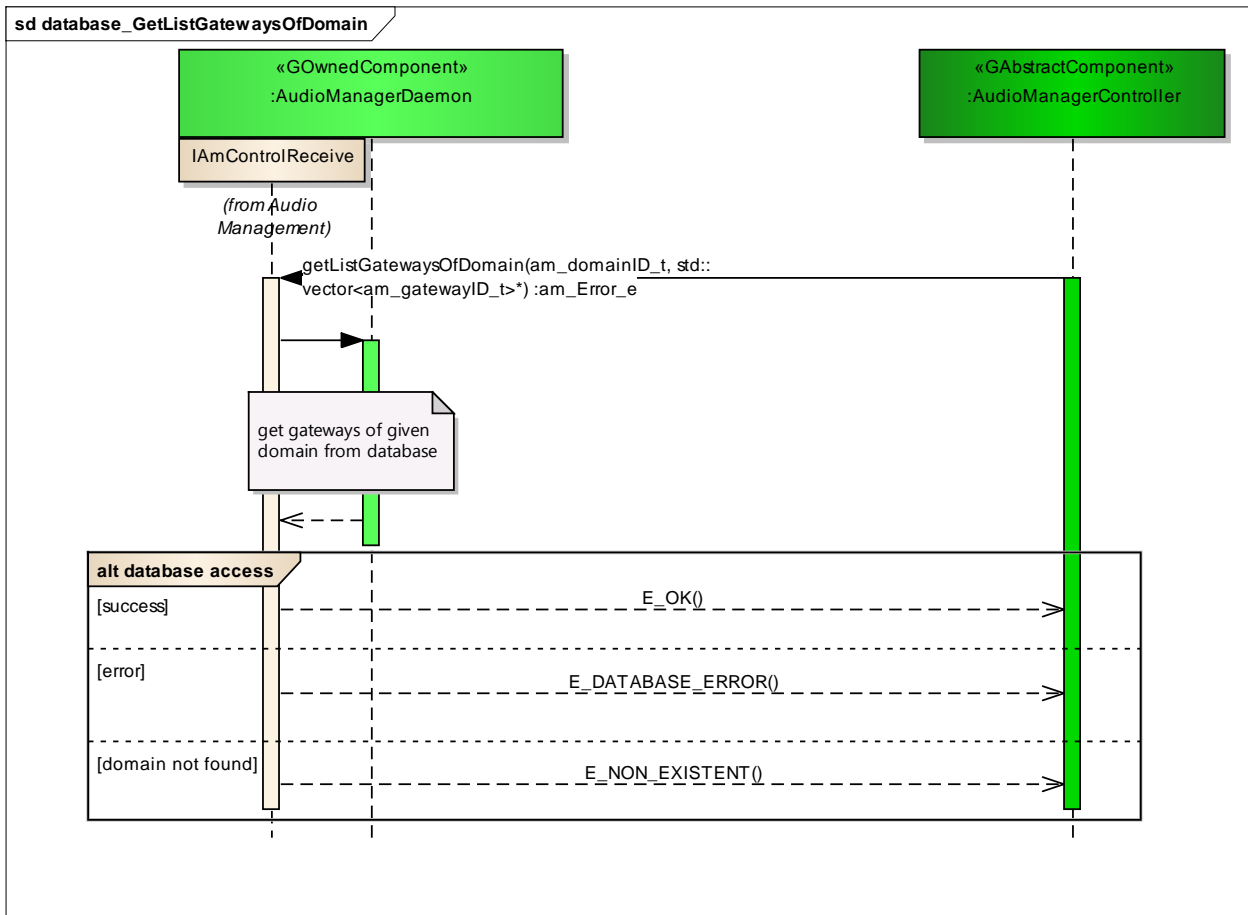 sd database_GetListGatewaysOfDomain
«GOwnedComponent»
:AudioManagerDaemon
«GAbstractComponent»
:AudioManagerController
IAmControlReceive
(from Audio
Management)
getListGatewaysOfDomain(am_domainID_t, std::
vector<am_gatewayID_t>*) :am_Error_e
get gateways of given
domain from database
alt database access
[success]
E_OK()
[error]
E_DATABASE_ERROR()
[domain not found]
E_NON_EXISTENT()